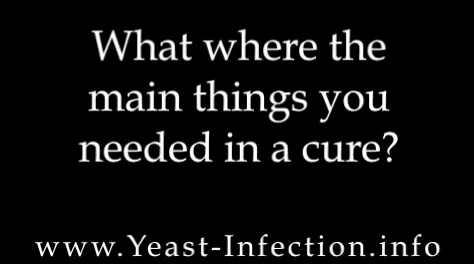 What where the
main things you
needed in a cure?
www.Yeast-Infection.info